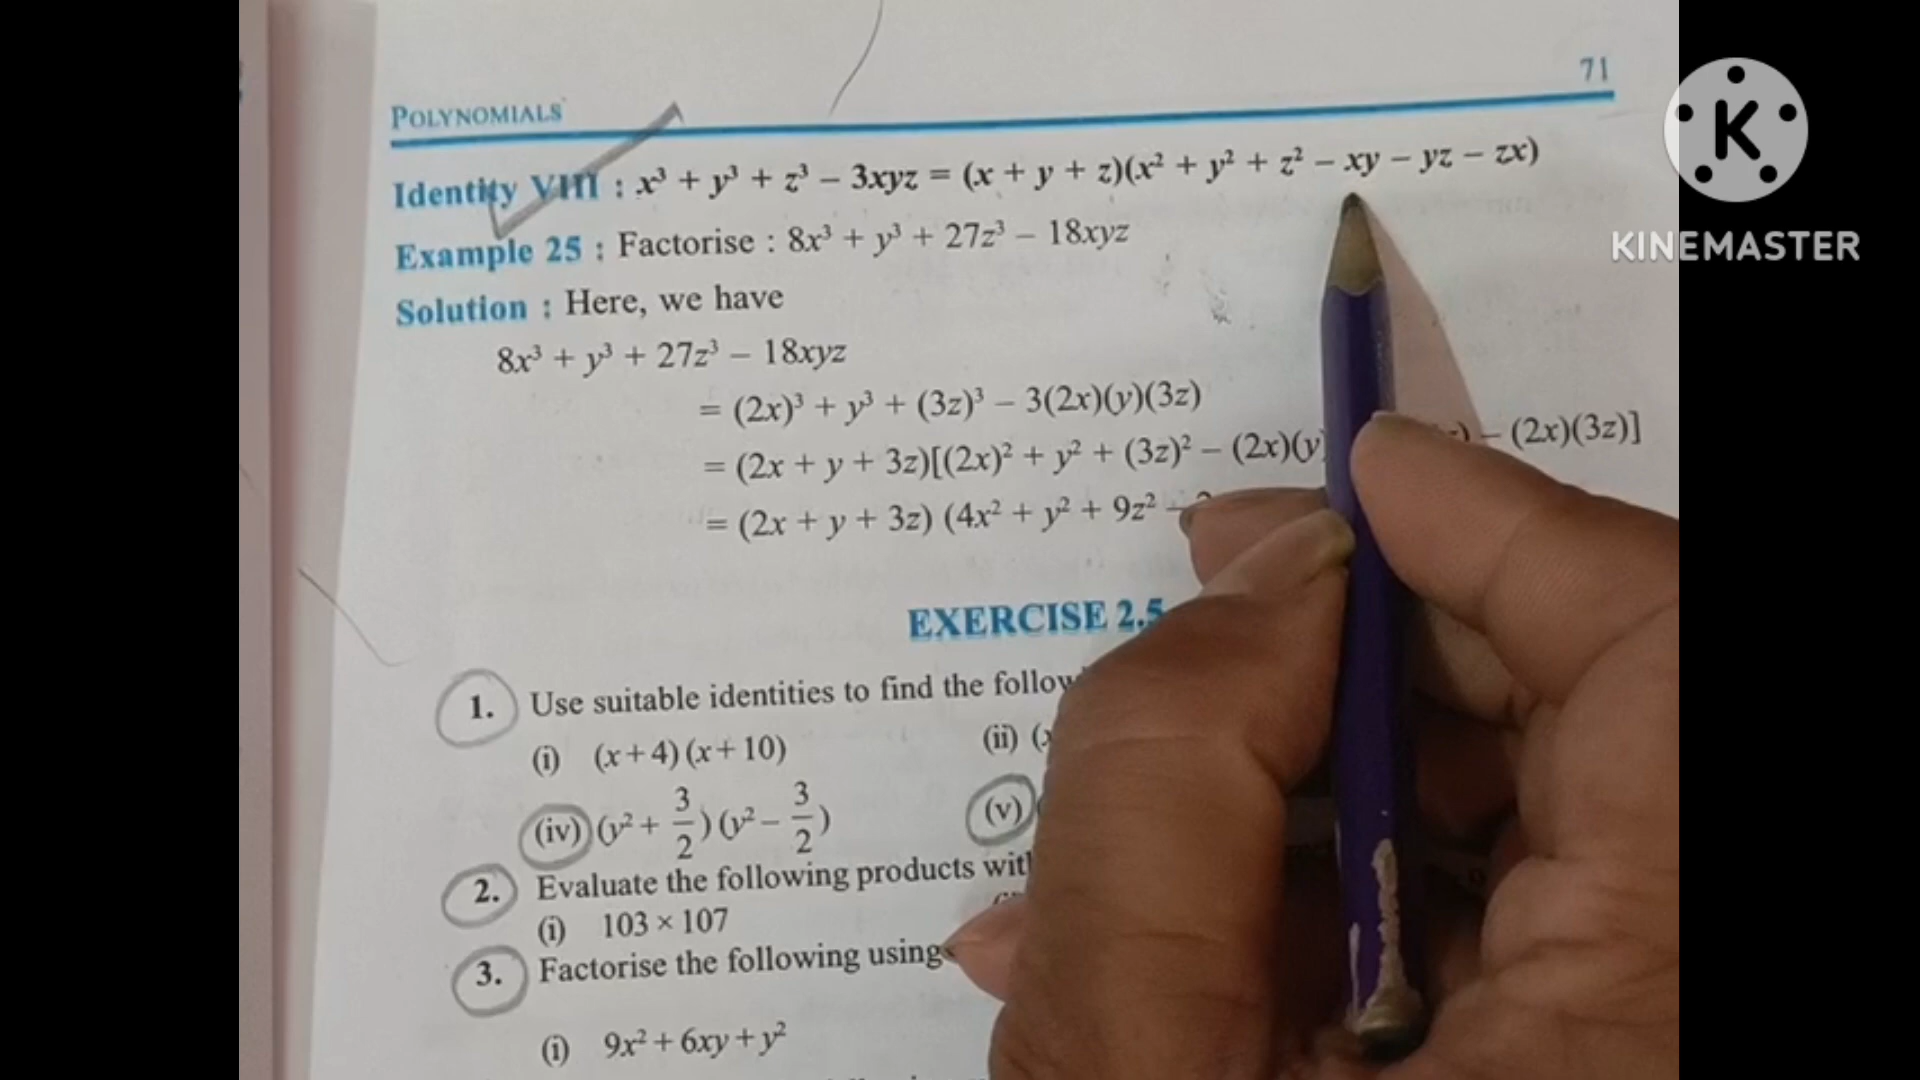 71
POLYNOMIALS
Identity VIII : x³ + y³ + z³ – 3xyz = (x + y + z)(x² + y² + z² – xy – yz – zx)
Example 25 : Factorise : 8x³ + y³ + 27z³ – 18xyz
Solution : Here, we have
8x³ + y³ + 27z³ – 18xyz
= (2x)³ + y³ + (3z)³ – 3(2x)(y)(3z)
= (2x + y + 3z)[(2x)² + y² + (3z)² – (2x)(y) – (2x)(3z)]
= (2x + y + 3z) (4x² + y² + 9z² –
EXERCISE 2.5
1. Use suitable identities to find the
(i) (x + 4) (x + 10)
(ii) (x
(iv) (y² + 3/2) (y² – 3/2)
(v)
2. Evaluate the following products
(i) 103 × 107
3. Factorise the following using
(i) 9x² + 6xy + y²
K
KINEMASTER